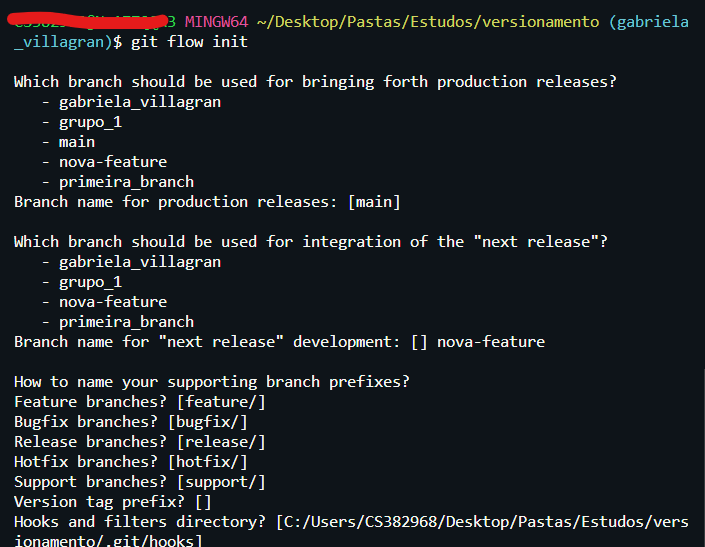 MINGW64 ~/Desktop/Pastas/Estudos/versionamento (gabriela
_villagran)$ git flow init
Which branch should be used for bringing forth production releases?
- gabriela_villagran
- grupo_1
- main
- nova-feature
- primeira_branch
Branch name for production releases: [main]
Which branch should be used for integration of the "next release"?
- gabriela_villagran
- grupo_1
- nova-feature
- primeira_branch
Branch name for "next release" development: [] nova-feature
How to name your supporting branch prefixes?
Feature branches? [feature/]
Bugfix branches? [bugfix/]
Release branches? [release/]
Hotfix branches? [hotfix/]
Support branches? [support/]
Version tag prefix? []
Hooks and filters directory? [C:/Users/CS382968/Desktop/Pastas/Estudos/vers
ionamento/.git/hooks]